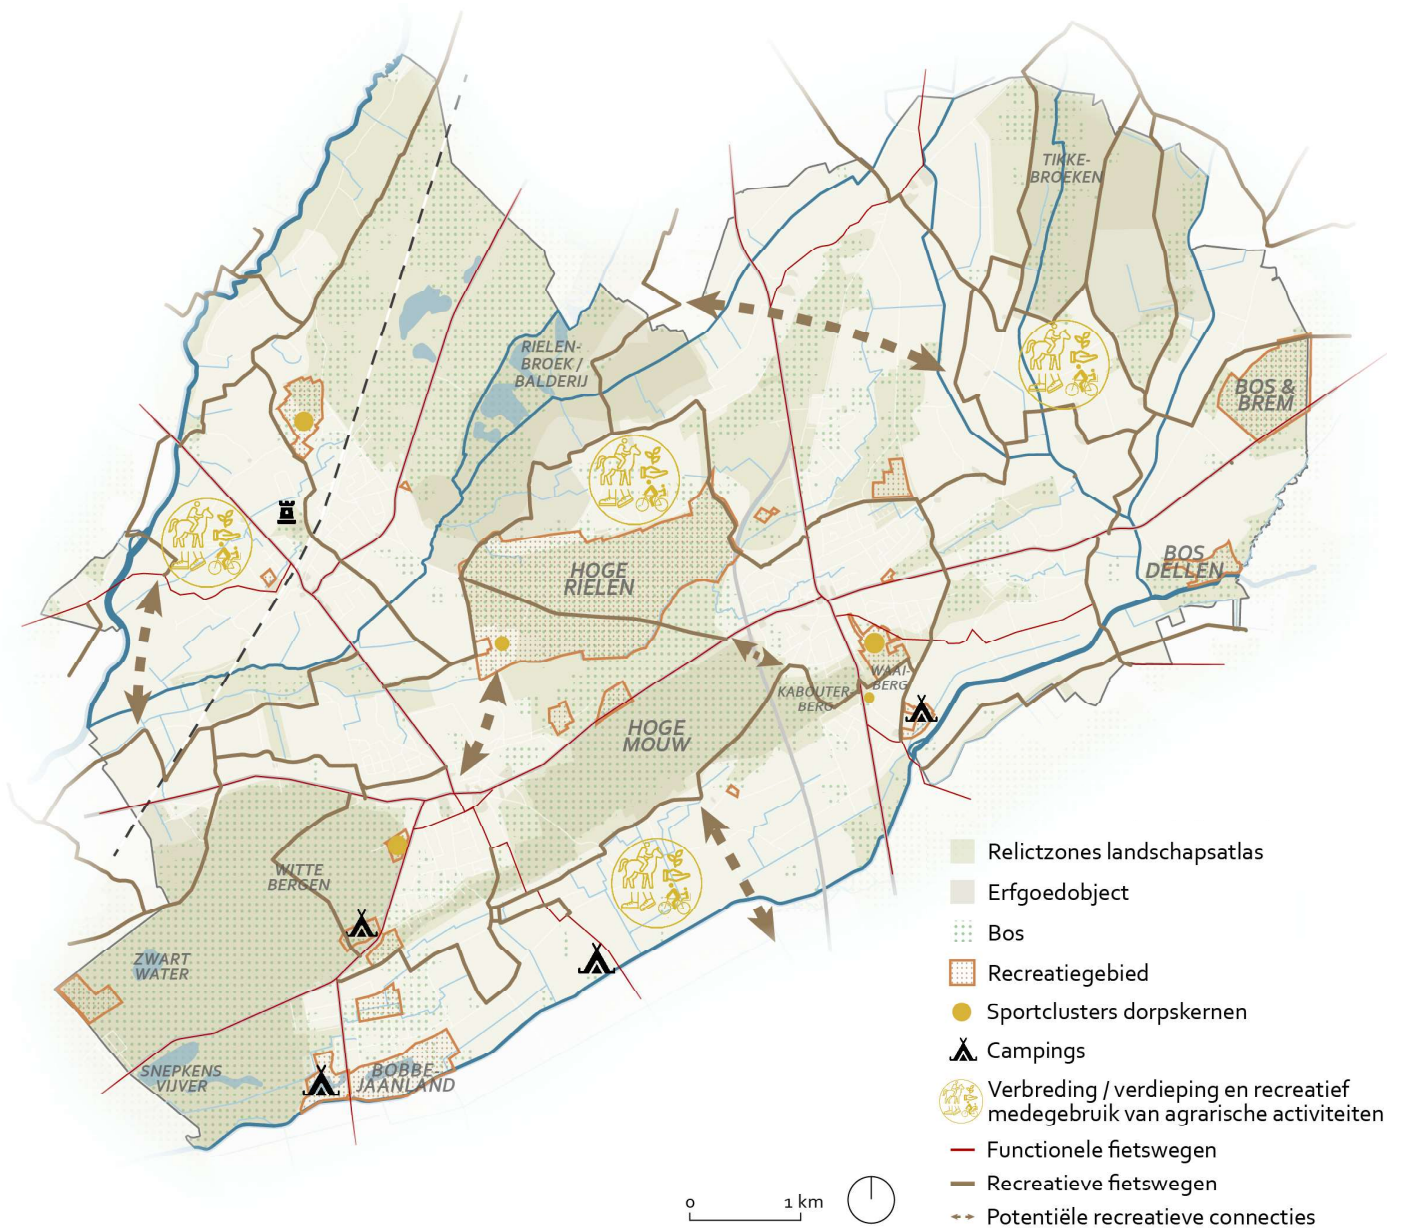 TIKKE-
BROEKEN
RIELEN-
BROEK /
BALDERIJ
BOS &
BREM
BOS
DELLEN
HOGE
RIELEN
WAAI-
BERG
KABOUTER-
BERG
HOGE
MOUW
WITTE
BERGEN
ZWART
WATER
SNEPKENS
VIJVER
BOBBE-
JAANLAND
Relictzones landschapsatlas
Erfgoedobject
Bos
Recreatiegebied
Sportclusters dorpskernen
Campings
Verbreding / verdieping en recreatief
medegebruik van agrarische activiteiten
Functionele fietswegen
Recreatieve fietswegen
Potentiële recreatieve connecties
0 1 km